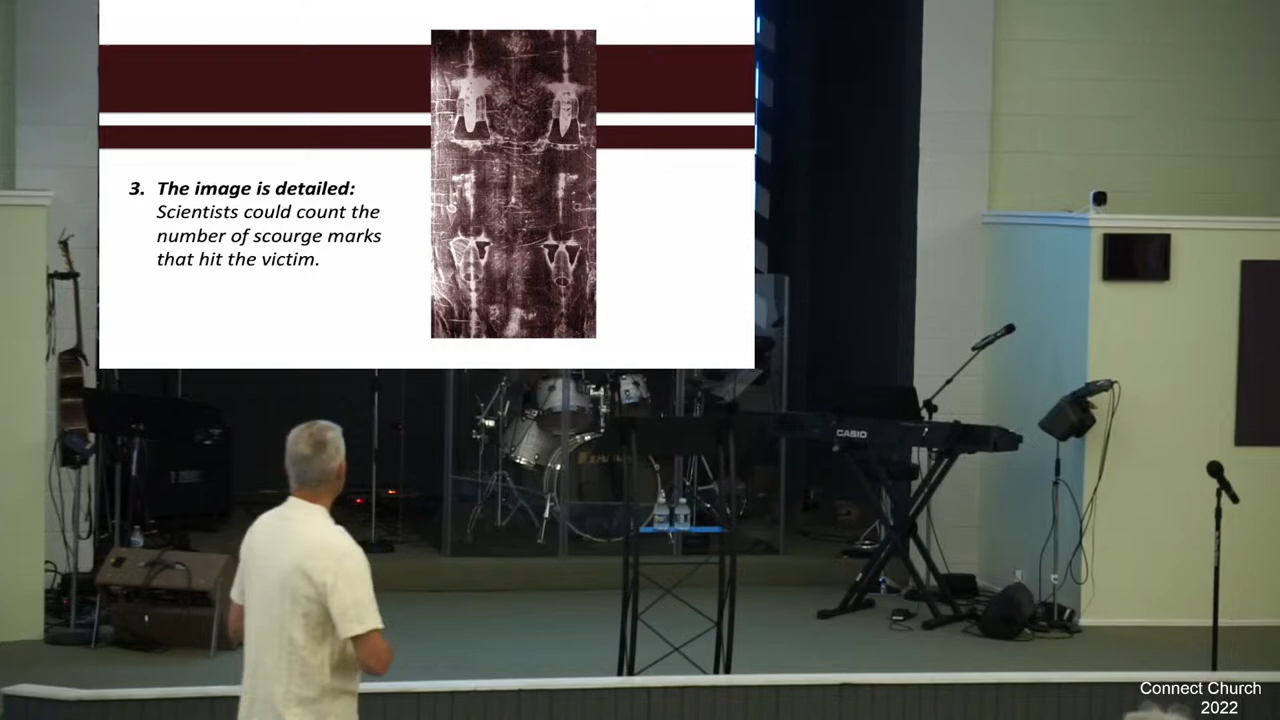 3. The image is detailed:
Scientists could count the
number of scourge marks
that hit the victim.
CASIO
Connect Church
2022